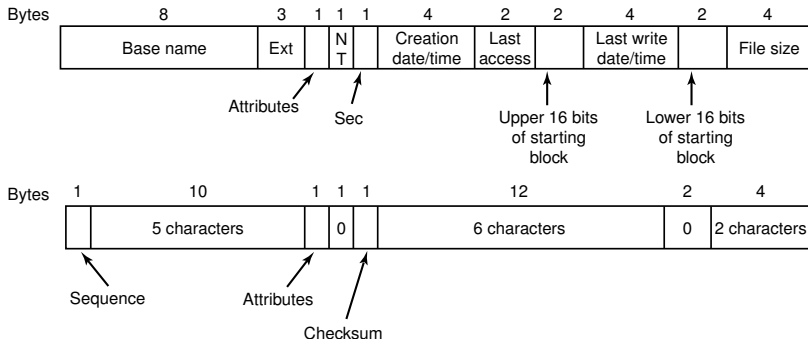 Bytes 8 3 1 1 1 4 2 2 4 2 4
Base name Ext N T Creation date/time Last access Last write date/time File size
Attributes
Sec
Upper 16 bits of starting block
Lower 16 bits of starting block
Bytes 1 10 1 1 1 12 2 4
5 characters 0 6 characters 0 2 characters
Sequence
Attributes
Checksum